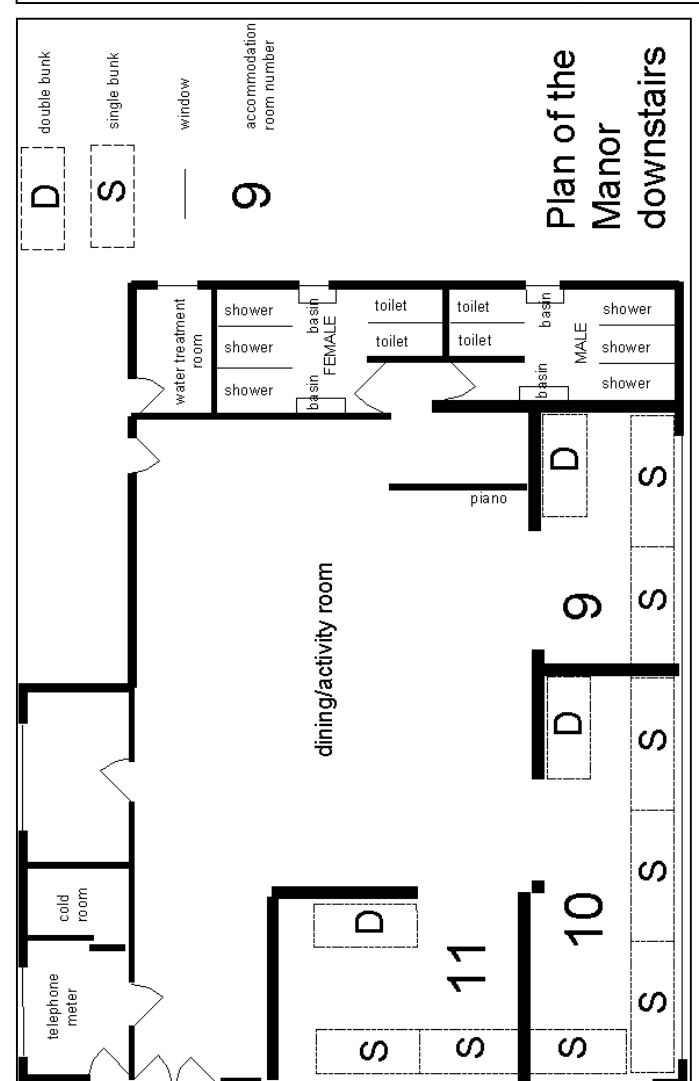 Plan of the
Manor
downstairs
D
double bunk
S
single bunk
window
9
accommodation
room number
water treatment
room
shower
shower
shower
basin
basin
FEMALE
toilet
toilet
toilet
toilet
basin
basin
MALE
shower
shower
shower
piano
dining/activity room
cold
room
telephone
meter
D
S
S
9
D
S
S
S
S
10
D
11
S
S